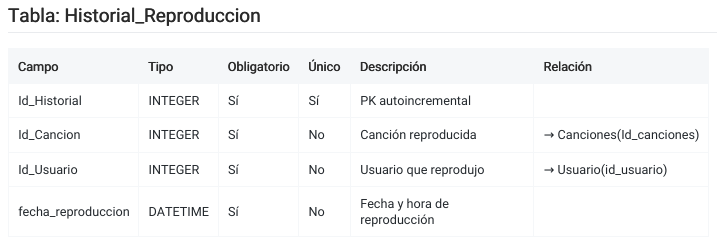 Tabla: Historial_Reproduccion
Campo Tipo Obligatorio Único Descripción Relación
Id_Historial INTEGER Sí Sí PK autoincremental
Id_Cancion INTEGER Sí No Canción reproducida → Canciones(Id_canciones)
Id_Usuario INTEGER Sí No Usuario que reprodujo → Usuario(id_usuario)
fecha_reproduccion DATETIME Sí No Fecha y hora de
reproducción